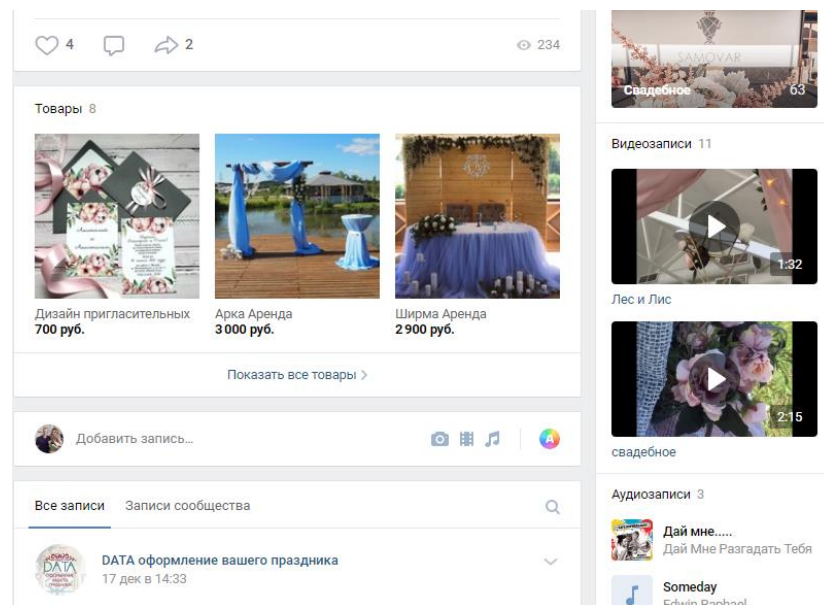 4
2
234
Товары 8
Дизайн пригласительных
700 руб.
Арка Аренда
3 000 руб.
Ширма Аренда
2 900 руб.
Показать все товары
Добавить запись...
A
Все записи
Записи сообщества
DATA оформление вашего праздника
17 дек в 14:33
DATA
SAMOVAR
Свадебное
63
Видеозаписи 11
1:32
Лес и Лис
2:15
свадебное
Аудиозаписи 3
Дай мне.....
Дай Мне Разгадать Тебя
Someday
Edwin Raphael